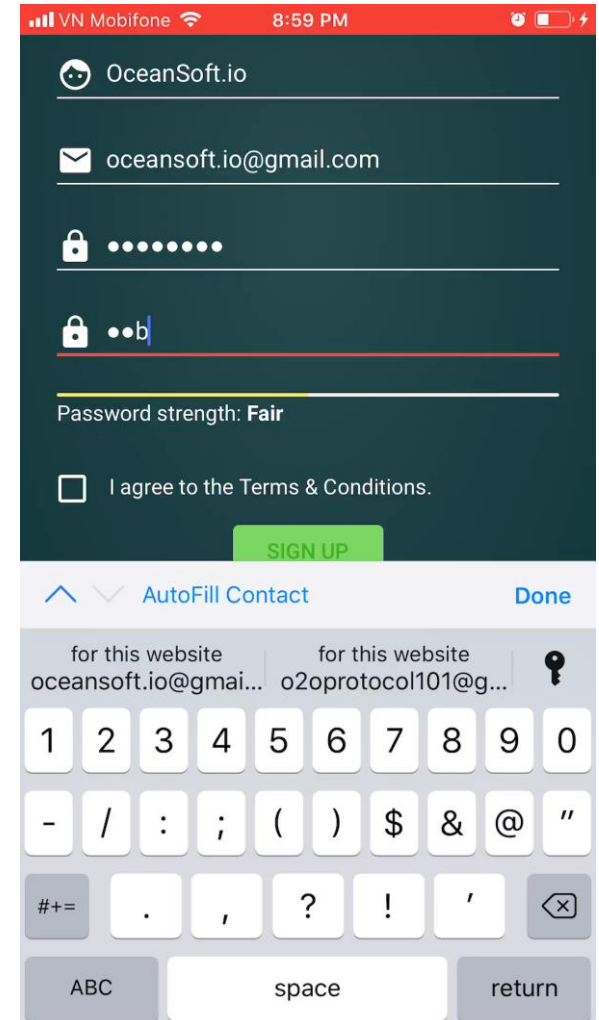 VN Mobifone 8:59 PM
OceanSoft.io
oceansoft.io@gmail.com
••••••••
••b
Password strength: Fair
I agree to the Terms & Conditions.
SIGN UP
AutoFill Contact Done
for this website for this website
oceansoft.io@gmai... o2oprotocol101@g...
1 2 3 4 5 6 7 8 9 0
- / : ; ( ) $ & @ "
#+= . , ? ! '
ABC space return